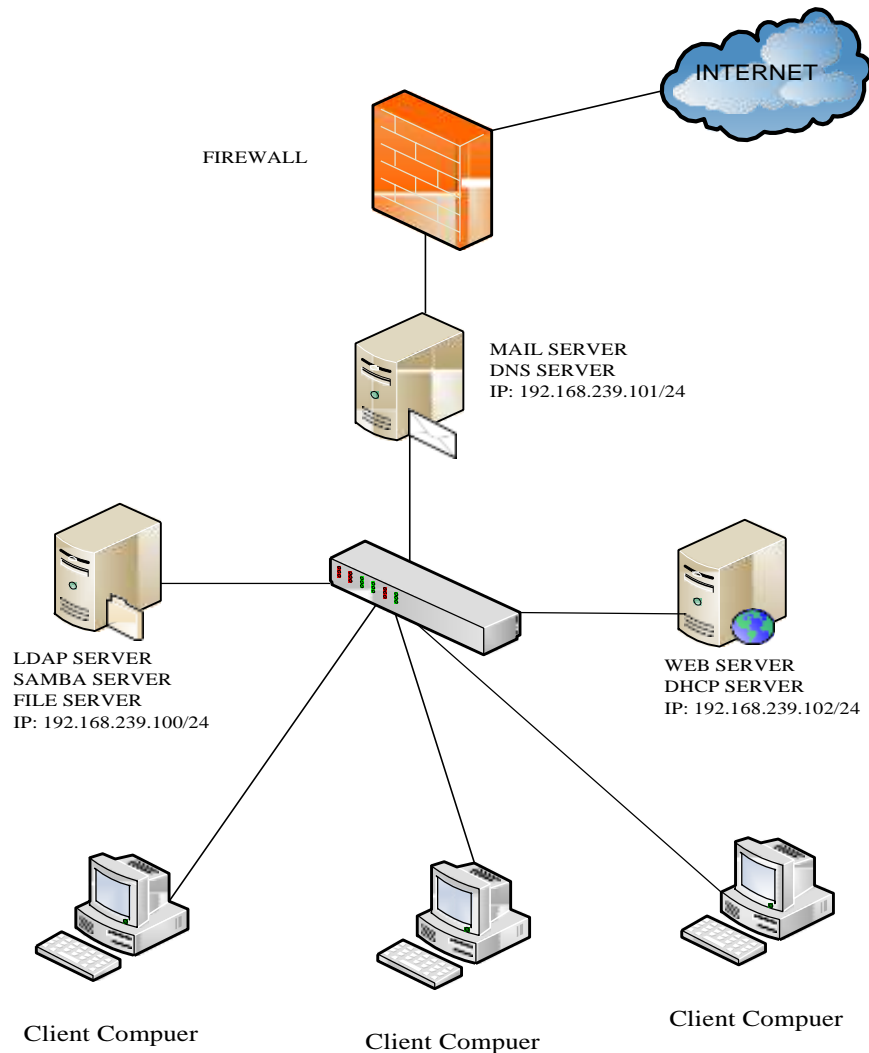 INTERNET
FIREWALL
MAIL SERVER
DNS SERVER
IP: 192.168.239.101/24
LDAP SERVER
SAMBA SERVER
FILE SERVER
IP: 192.168.239.100/24
WEB SERVER
DHCP SERVER
IP: 192.168.239.102/24
Client Compuer
Client Compuer
Client Compuer